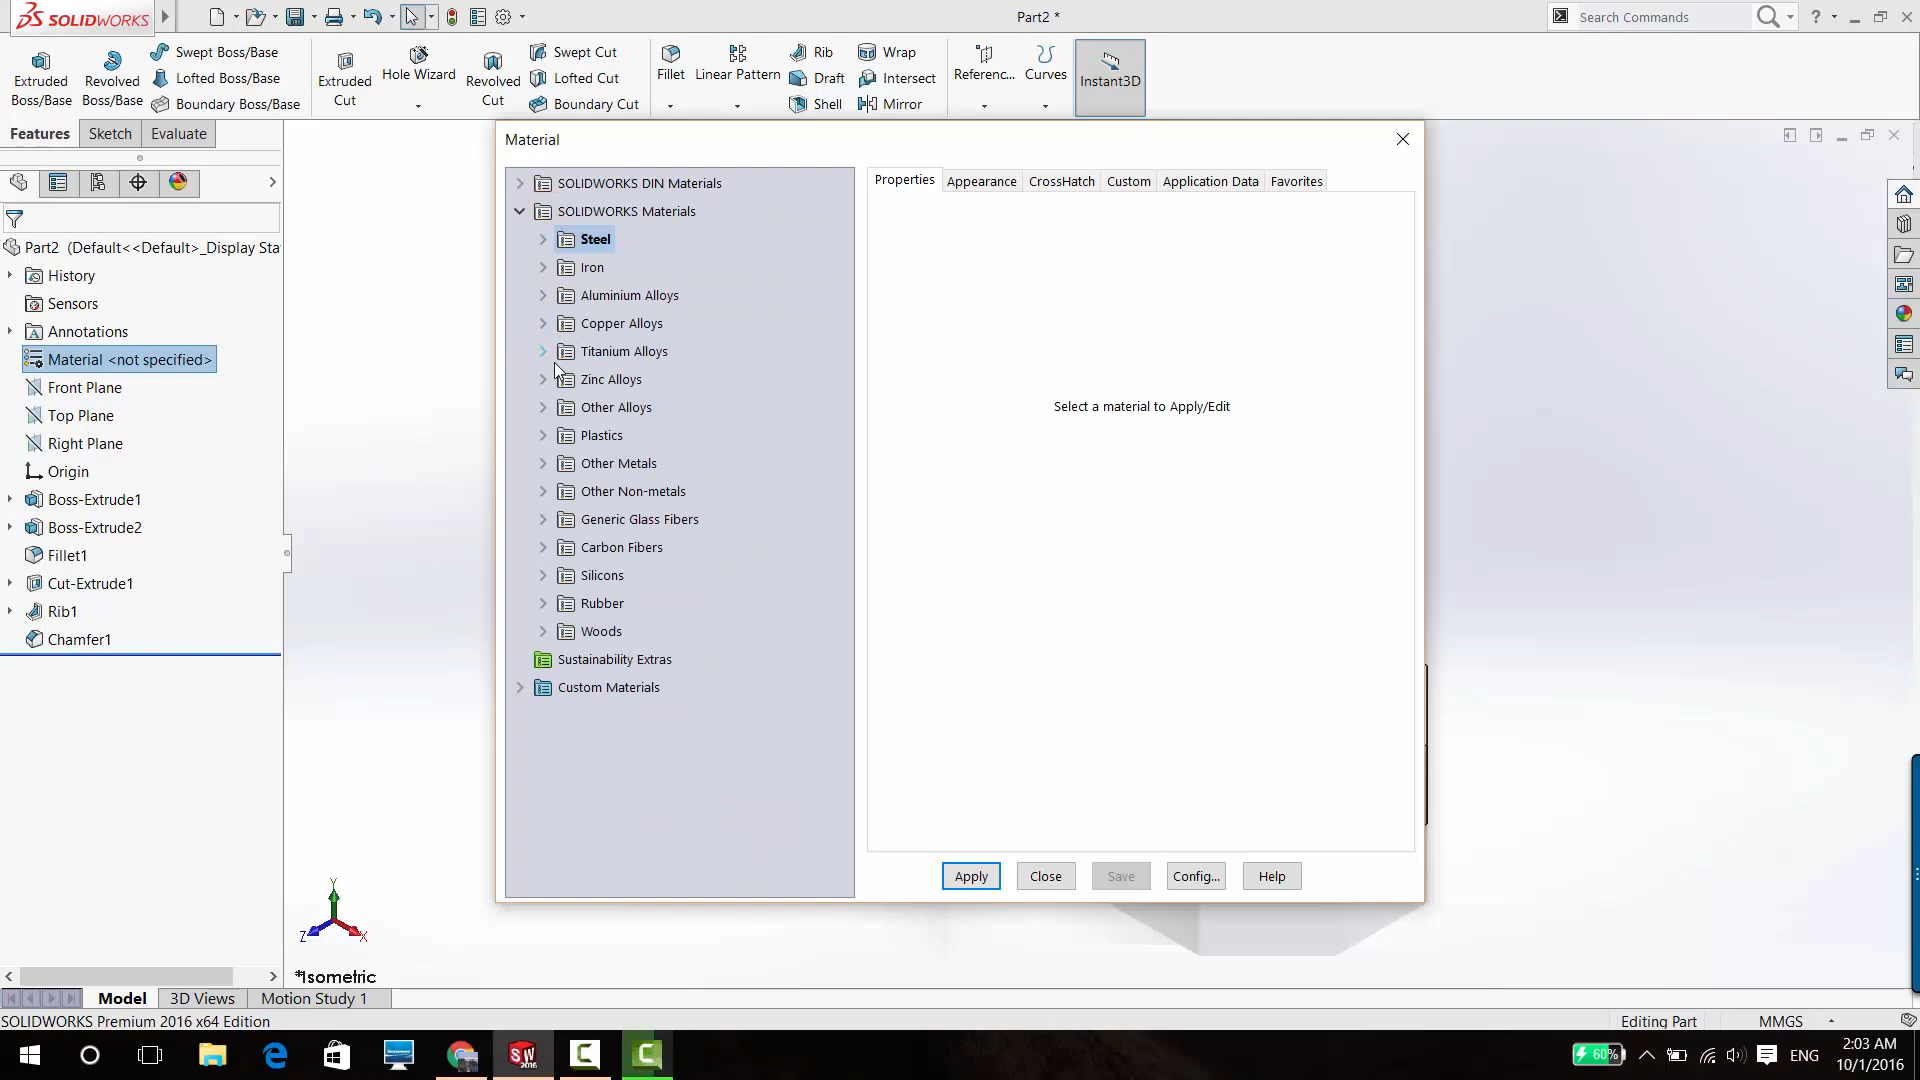 SOLIDWORKS
Part2 *
Search Commands
Extruded Boss/Base
Revolved Boss/Base
Swept Boss/Base
Lofted Boss/Base
Boundary Boss/Base
Extruded Cut
Hole Wizard
Revolved Cut
Swept Cut
Lofted Cut
Boundary Cut
Fillet
Linear Pattern
Rib
Draft
Shell
Wrap
Intersect
Mirror
Referenc...
Curves
Instant3D
Features
Sketch
Evaluate
Part2 (Default<<Default>_Display Sta
History
Sensors
Annotations
Material <not specified>
Front Plane
Top Plane
Right Plane
Origin
Boss-Extrude1
Boss-Extrude2
Fillet1
Cut-Extrude1
Rib1
Chamfer1
Material
SOLIDWORKS DIN Materials
SOLIDWORKS Materials
Steel
Iron
Aluminium Alloys
Copper Alloys
Titanium Alloys
Zinc Alloys
Other Alloys
Plastics
Other Metals
Other Non-metals
Generic Glass Fibers
Carbon Fibers
Silicons
Rubber
Woods
Sustainability Extras
Custom Materials
Properties
Appearance
CrossHatch
Custom
Application Data
Favorites
Select a material to Apply/Edit
Apply
Close
Save
Config...
Help
Y
Z
X
*Isometric
Model
3D Views
Motion Study 1
SOLIDWORKS Premium 2016 x64 Edition
Editing Part
MMGS
SW
2016
60%
ENG
2:03 AM
10/1/2016